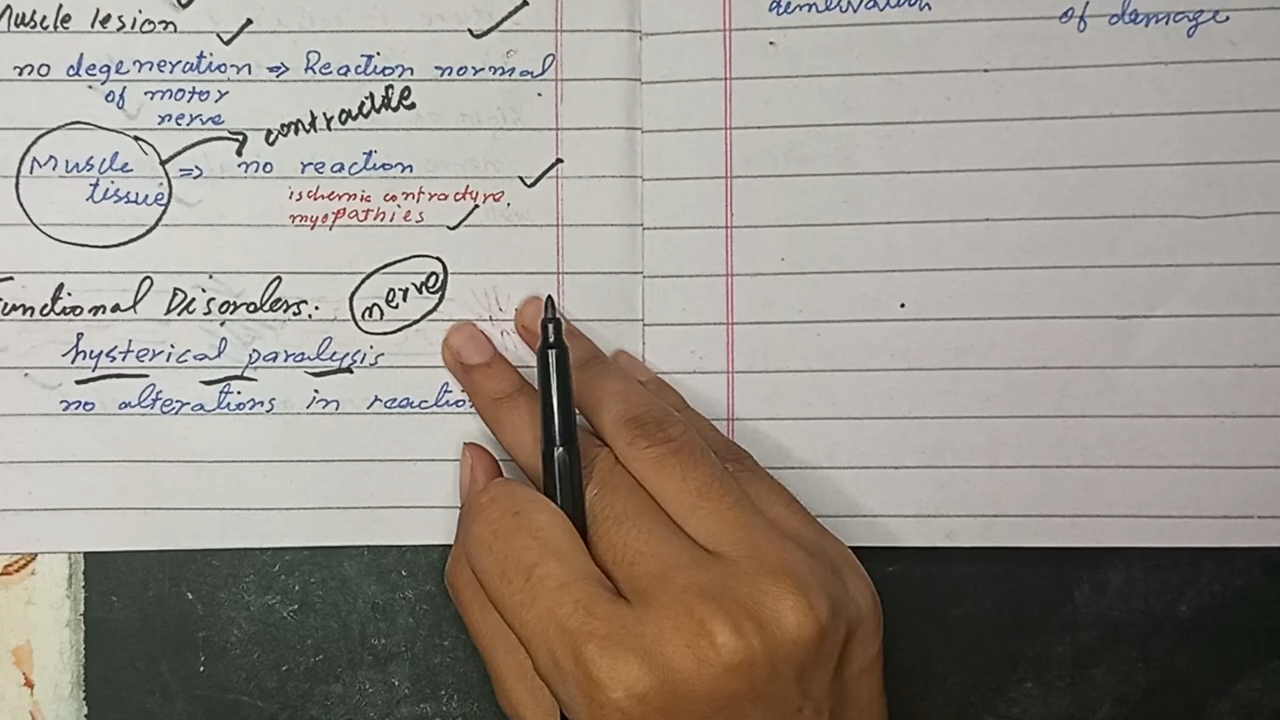 Muscle lesion
no degeneration ⇒ Reaction normal
of motor
nerve
contractile
Muscle ⇒ no reaction
tissue
ischemic contracture.
myopathies
Functional Disorders:. nerve
hysterical paralysis
no alterations in reaction
denervation
of damage